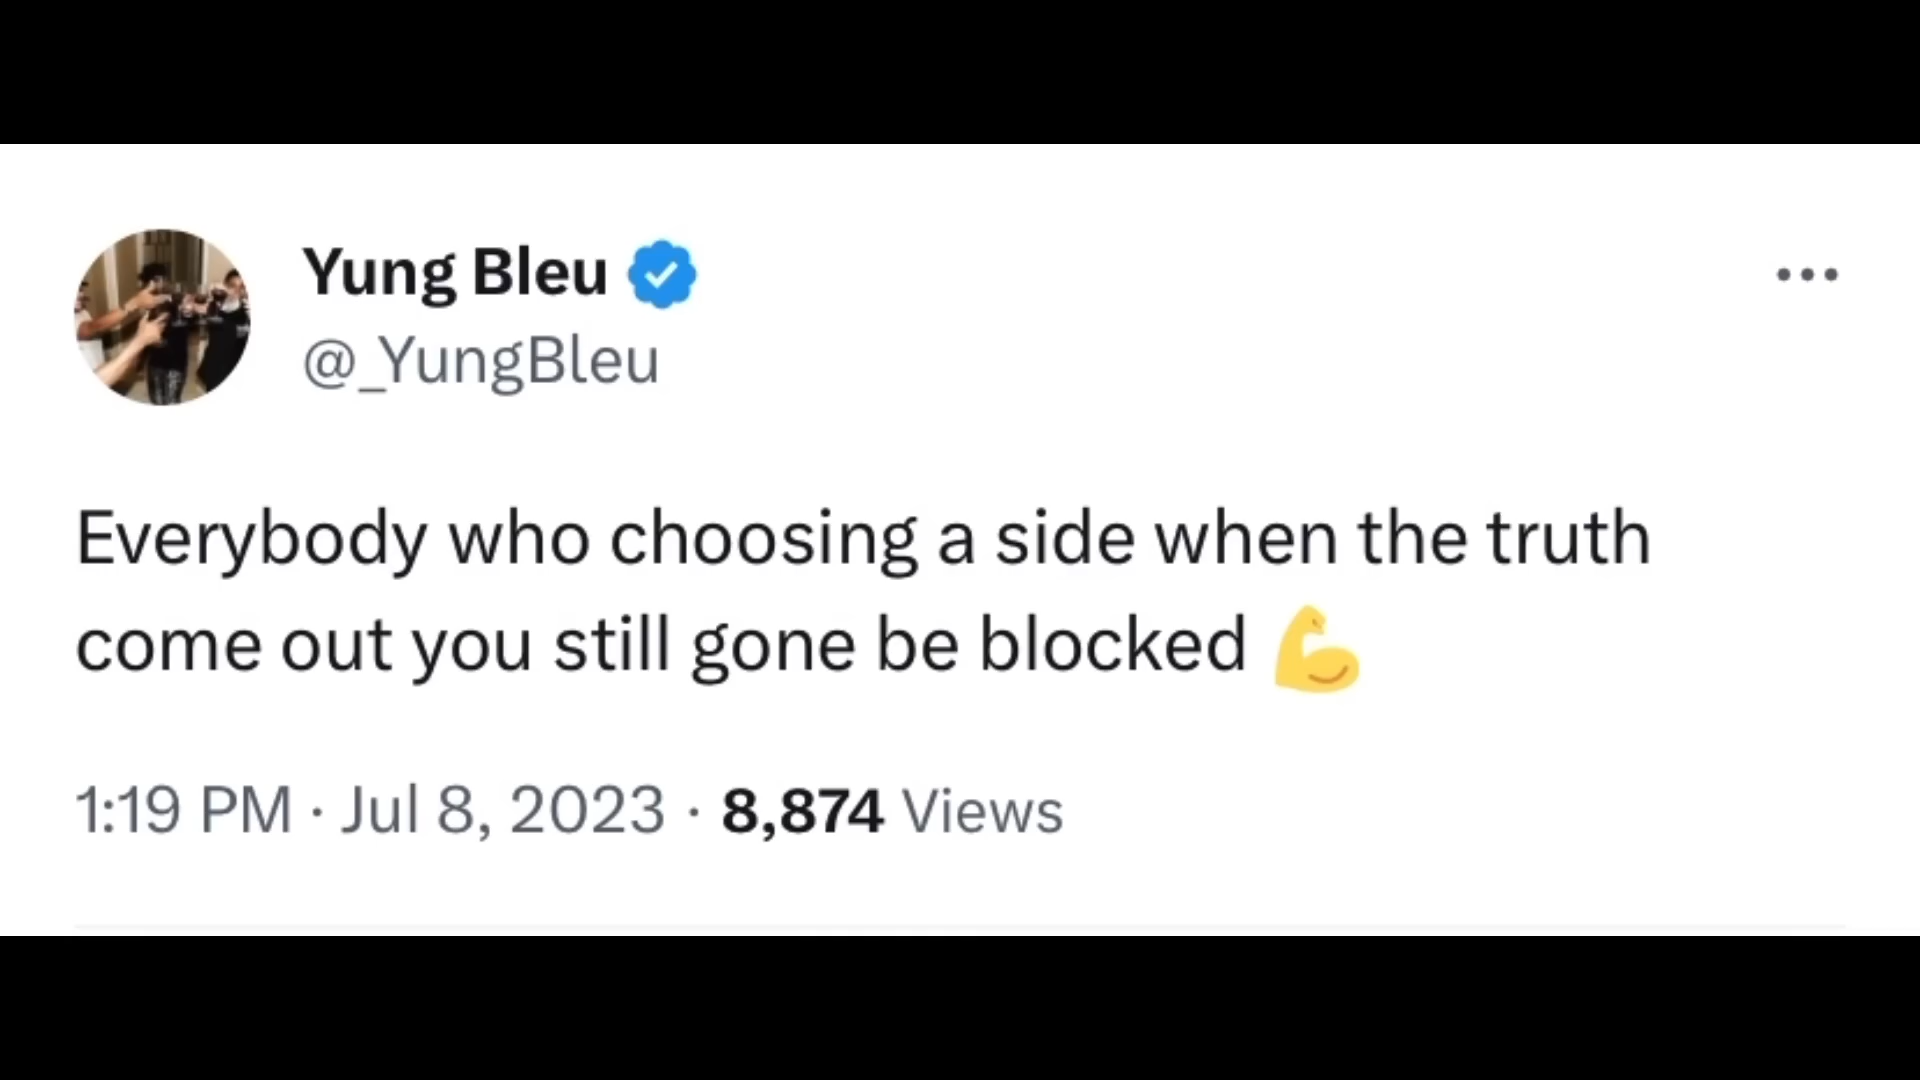 Yung Bleu
@_YungBleu
Everybody who choosing a side when the truth
come out you still gone be blocked 💪
1:19 PM · Jul 8, 2023 · 8,874 Views